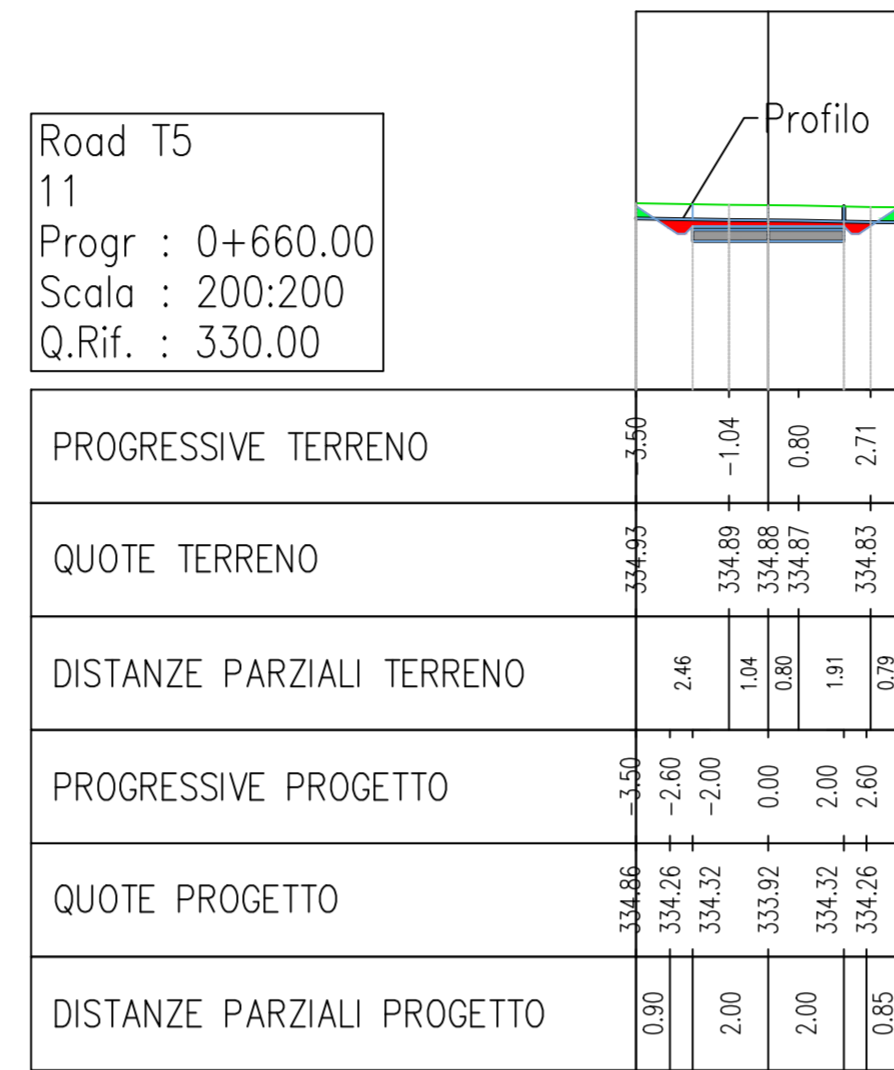 Profilo
Road T5
11
Progr : 0+660.00
Scala : 200:200
Q.Rif. : 330.00
PROGRESSIVE TERRENO -3.50 -1.04 0.80 2.71
QUOTE TERRENO 334.93 334.89 334.88 334.87 334.83
DISTANZE PARZIALI TERRENO 2.46 1.04 0.80 1.91 0.79
PROGRESSIVE PROGETTO -3.50 -2.60 -2.00 0.00 2.00 2.60
QUOTE PROGETTO 334.86 334.26 334.32 333.92 334.32 334.26
DISTANZE PARZIALI PROGETTO 0.90 2.00 2.00 0.85